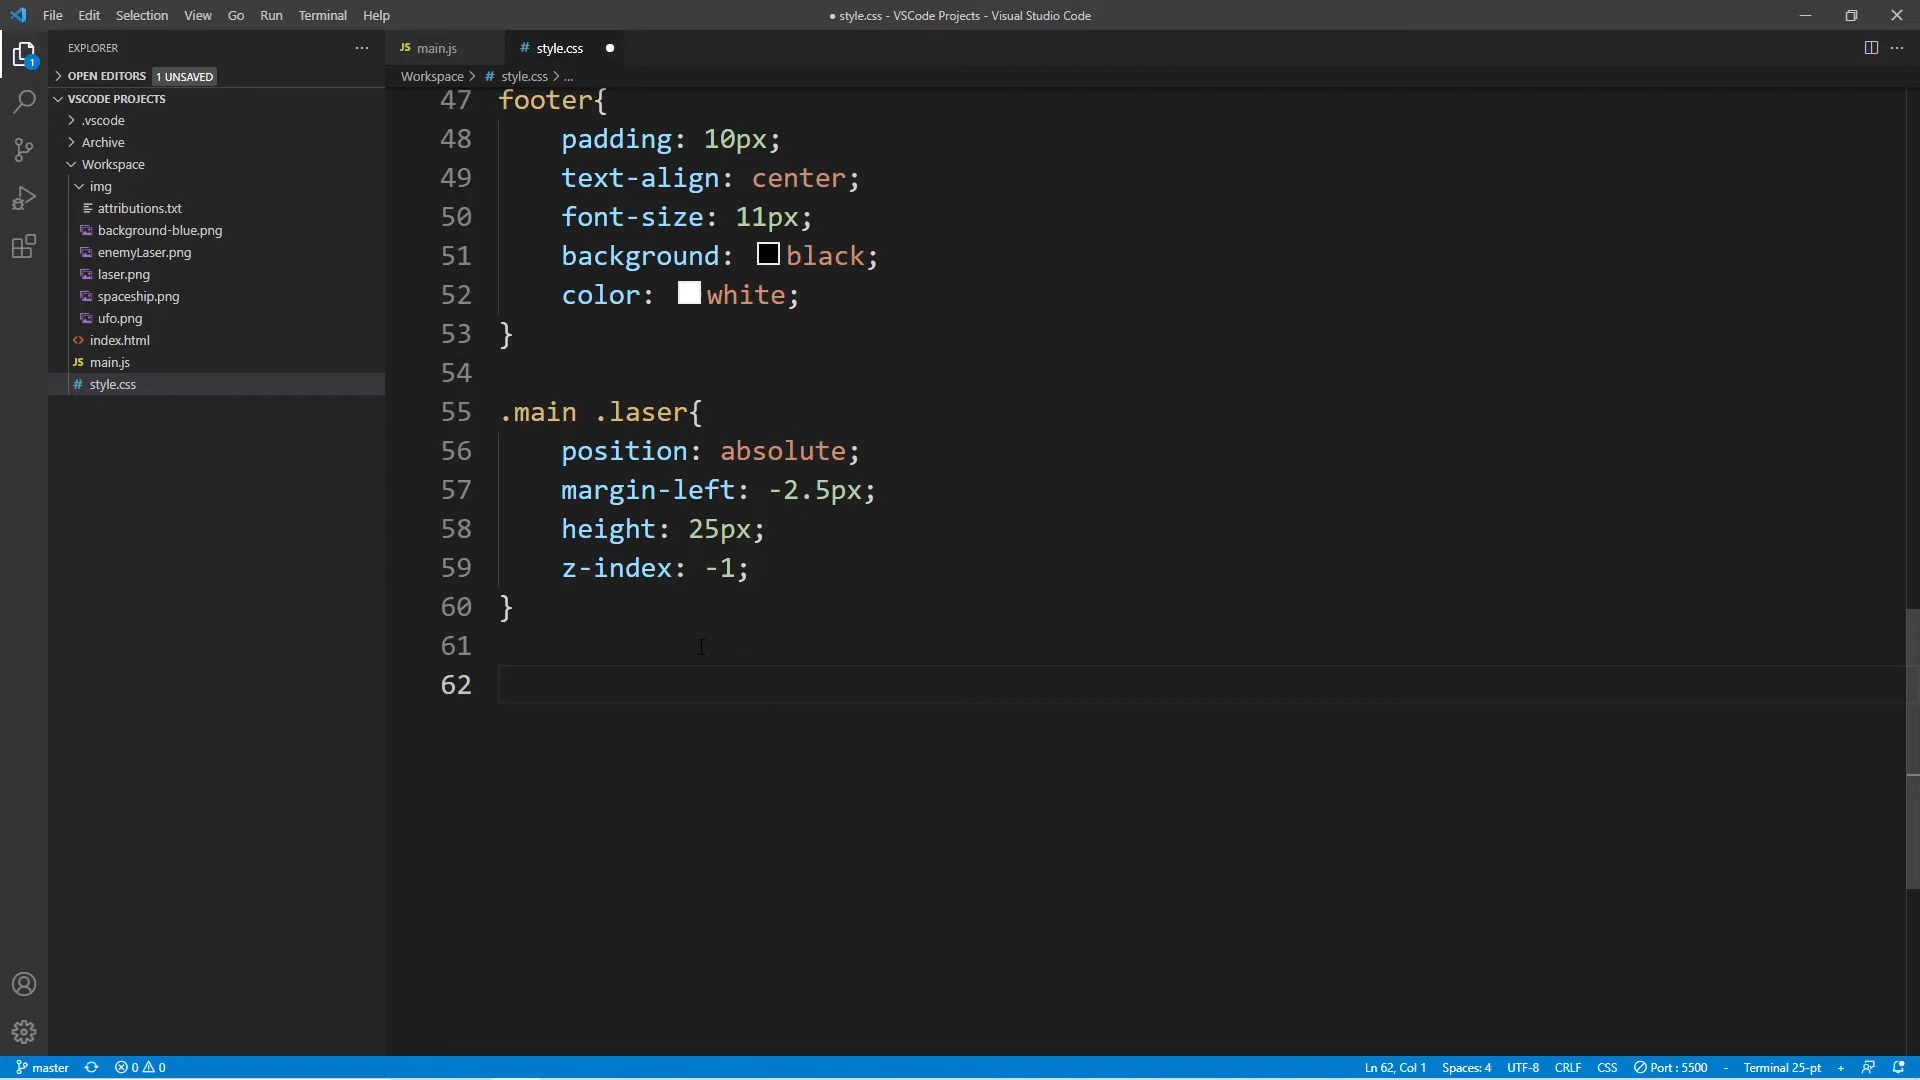 File Edit Selection View Go Run Terminal Help
● style.css - VSCode Projects - Visual Studio Code
EXPLORER
OPEN EDITORS 1 UNSAVED
VSCODE PROJECTS
.vscode
Archive
Workspace
img
attributions.txt
background-blue.png
enemyLaser.png
laser.png
spaceship.png
ufo.png
index.html
JS main.js
# style.css
1
JS main.js # style.css
Workspace > # style.css > ...
47 footer{
48 padding: 10px;
49 text-align: center;
50 font-size: 11px;
51 background: black;
52 color: white;
53 }
54
55 .main .laser{
56 position: absolute;
57 margin-left: -2.5px;
58 height: 25px;
59 z-index: -1;
60 }
61
62
master 0 0 Ln 62, Col 1 Spaces: 4 UTF-8 CRLF CSS Port : 5500 - Terminal 25-pt +